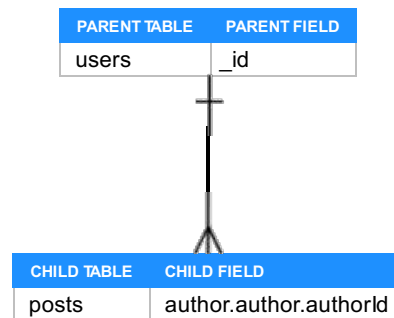 PARENT TABLE PARENT FIELD
users _id
CHILD TABLE CHILD FIELD
posts author.author.authorId